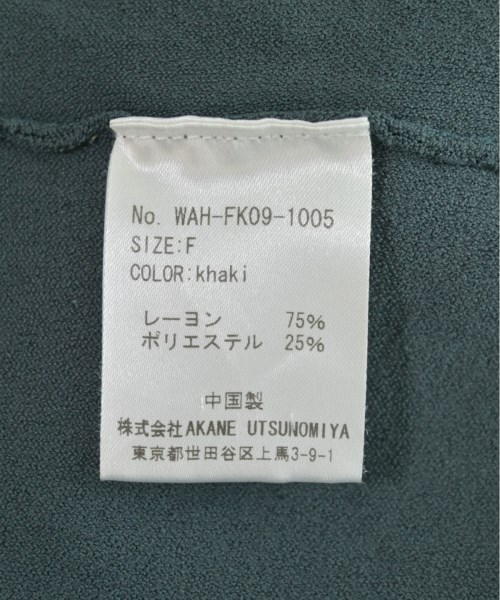 No. WAH-FK09-1005
SIZE:F
COLOR:khaki
レーヨン 75%
ポリエステル 25%
中国製
株式会社AKANE UTSUNOMIYA
東京都世田谷区上馬3-9-1